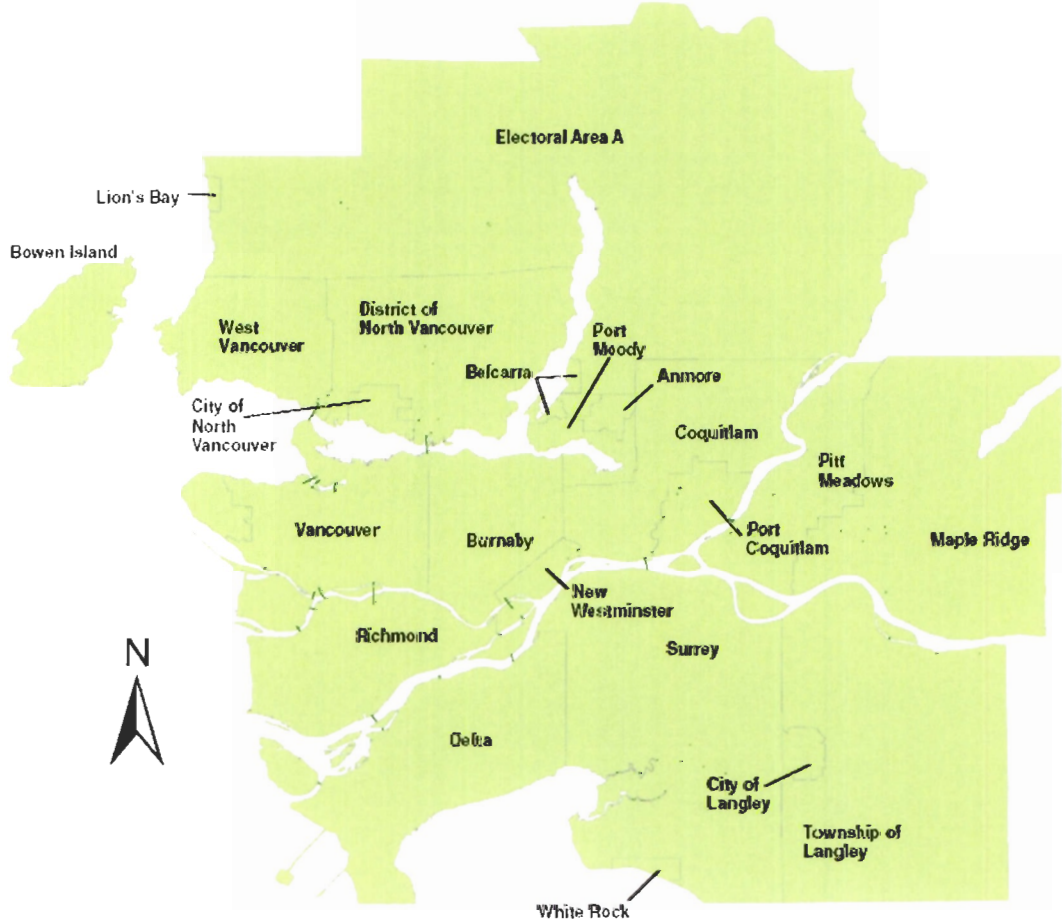 Electoral Area A
Lion's Bay
Bowen Island
West
Vancouver
District of
North Vancouver
Port
Moody
Belcarra
Anmore
City of
North
Vancouver
Coquitlam
Pitt
Meadows
Vancouver
Burnaby
Port
Coquitlam
Maple Ridge
New
Westminster
Richmond
Surrey
N
Delta
City of
Langley
Township of
Langley
White Rock